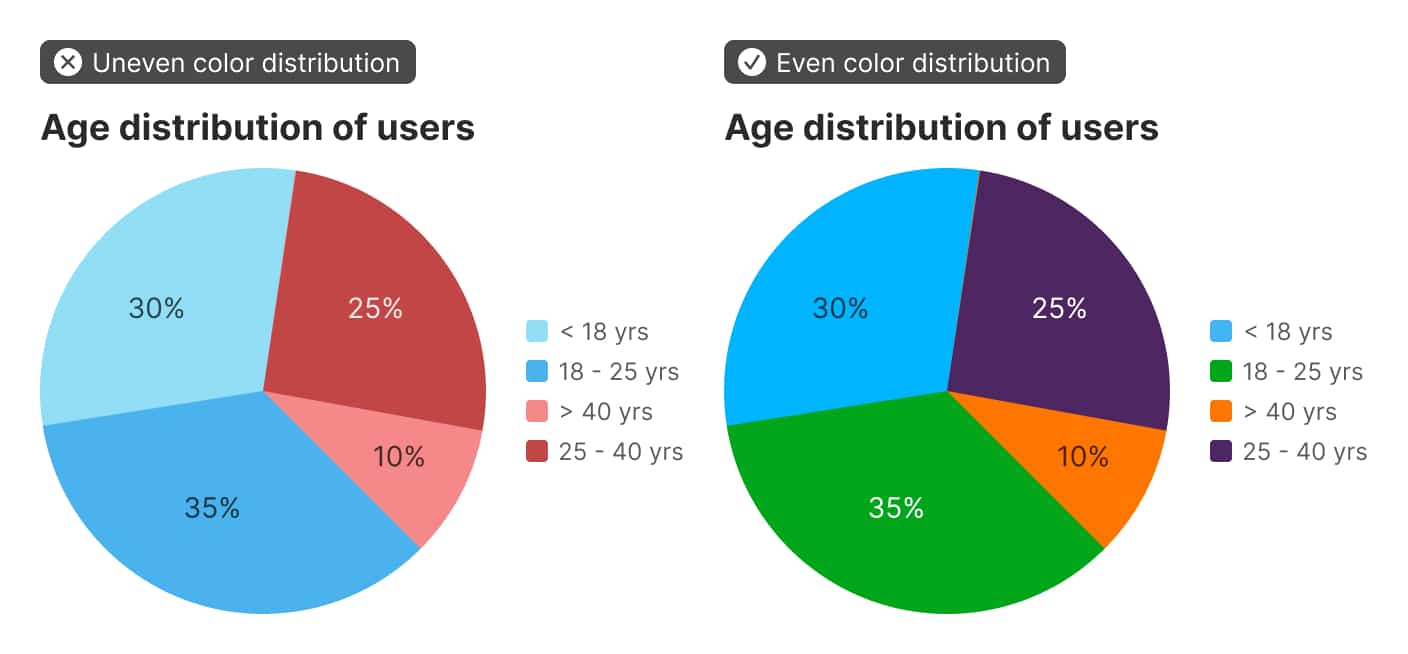 Uneven color distribution
Age distribution of users
30%
25%
10%
35%
< 18 yrs
18 - 25 yrs
> 40 yrs
25 - 40 yrs
Even color distribution
Age distribution of users
30%
25%
10%
35%
< 18 yrs
18 - 25 yrs
> 40 yrs
25 - 40 yrs